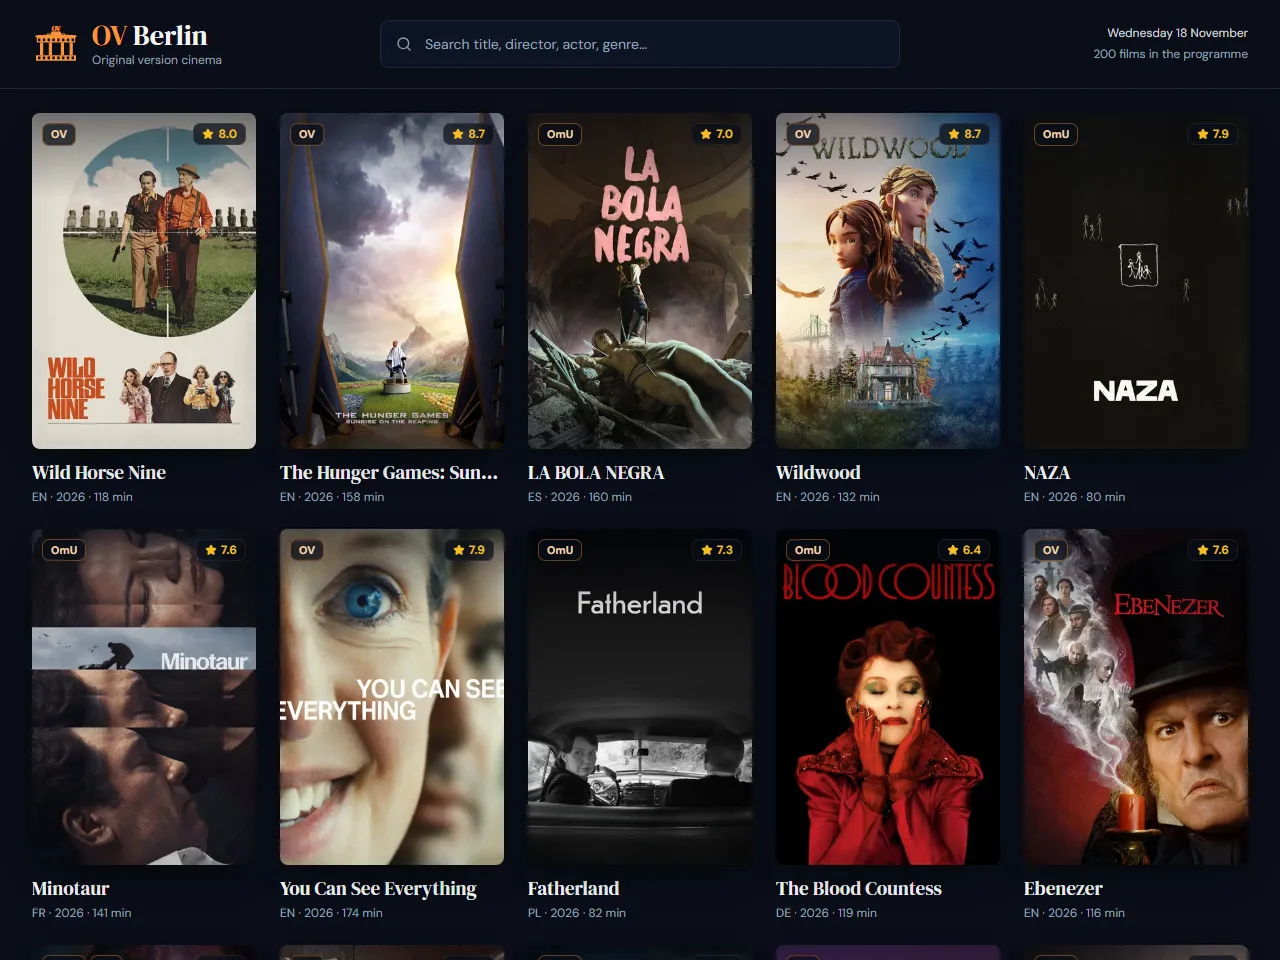 OV Berlin
Original version cinema
Search title, director, actor, genre...
Wednesday 18 November
200 films in the programme
OV
8.0
WILD
HORSE
NINE
Wild Horse Nine
EN · 2026 · 118 min
OV
8.7
THE HUNGER GAMES
SUNRISE ON THE REAPING
The Hunger Games: Sun...
EN · 2026 · 158 min
OmU
7.0
LA
BOLA
NEGRA
LA BOLA NEGRA
ES · 2026 · 160 min
OV
8.7
WILDWOOD
Wildwood
EN · 2026 · 132 min
OmU
7.9
NAZA
NAZA
EN · 2026 · 80 min
OmU
7.6
Minotaur
Minotaur
FR · 2026 · 141 min
OV
7.9
YOU CAN SEE
EVERYTHING
You Can See Everything
EN · 2026 · 174 min
OmU
7.3
Fatherland
Fatherland
PL · 2026 · 82 min
OmU
6.4
BLOOD COUNTESS
The Blood Countess
DE · 2026 · 119 min
OV
7.6
EBENEZER
Ebenezer
EN · 2026 · 116 min